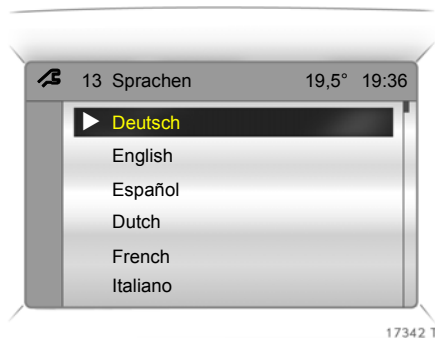 13 Sprachen 19,5° 19:36
Deutsch
English
Español
Dutch
French
Italiano
17342 T